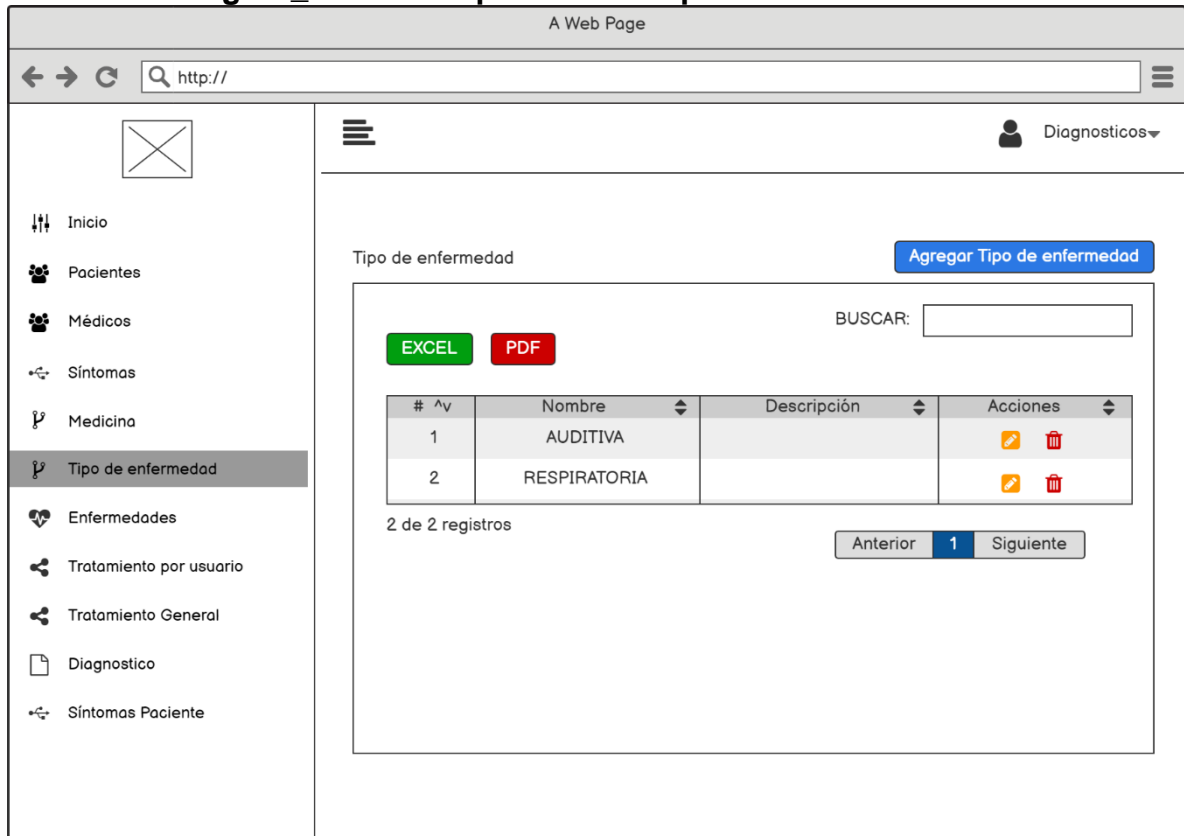 A Web Page
http://
Diagnosticos
Inicio
Pacientes
Médicos
Síntomas
Medicina
Tipo de enfermedad
Enfermedades
Tratamiento por usuario
Tratamiento General
Diagnostico
Síntomas Paciente
Tipo de enfermedad
Agregar Tipo de enfermedad
BUSCAR:
EXCEL PDF
# ^v Nombre Descripción Acciones
1 AUDITIVA
2 RESPIRATORIA
2 de 2 registros
Anterior 1 Siguiente